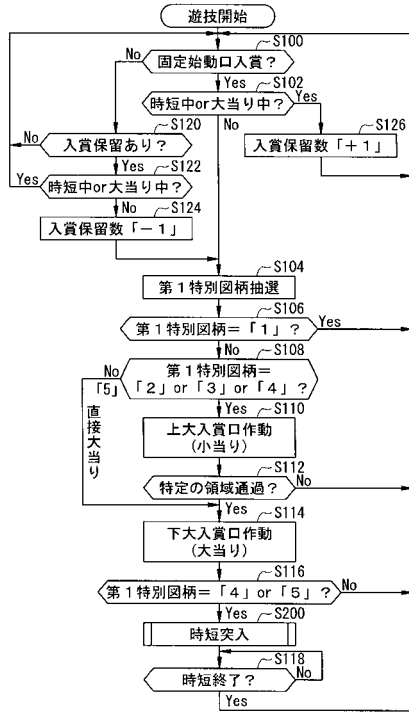 遊技開始
S100
固定始動口入賞?
No
Yes
S102
時短中or大当り中?
Yes
No
S126
入賞保留数「+1」
S120
入賞保留あり?
No
Yes
S122
時短中or大当り中?
Yes
No
S124
入賞保留数「-1」
S104
第1特別図柄抽選
S106
第1特別図柄=「1」?
Yes
No
S108
第1特別図柄=
「2」or「3」or「4」?
No
「5」
直接大当り
Yes
S110
上大入賞口作動
(小当り)
S112
特定の領域通過?
No
Yes
S114
下大入賞口作動
(大当り)
S116
第1特別図柄=「4」or「5」?
No
Yes
S200
時短突入
S118
時短終了?
No
Yes